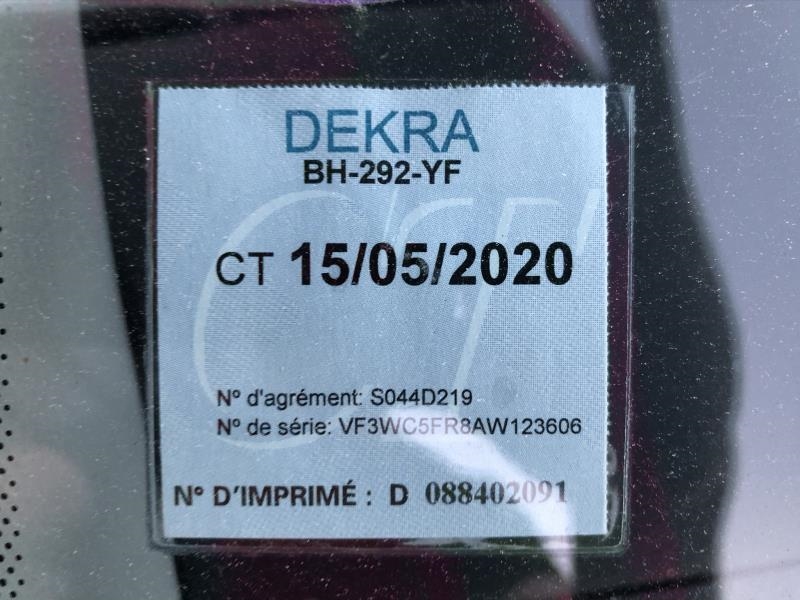 DEKRA
BH-292-YF
CT 15/05/2020
N° d'agrément: S044D219
N° de série: VF3WC5FR8AW123606
N° D'IMPRIMÉ : D 088402091